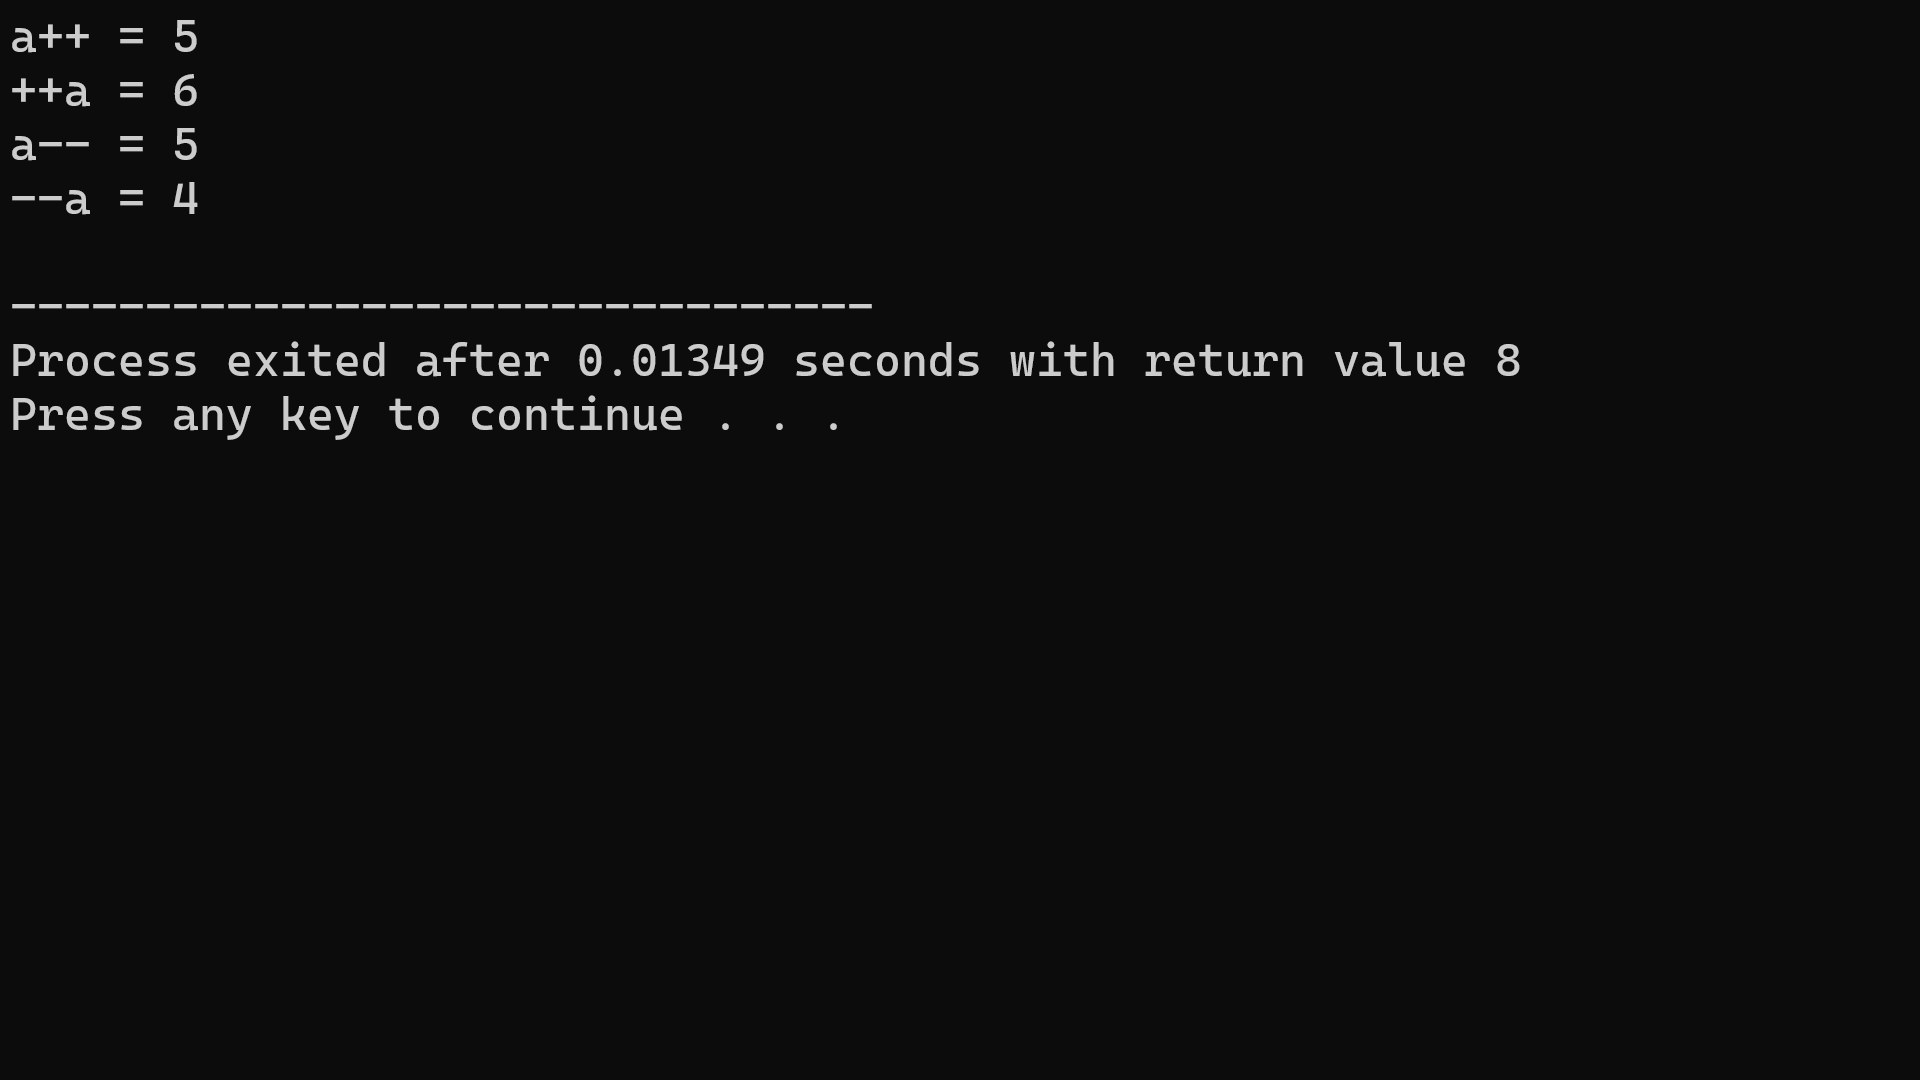 a++ = 5
++a = 6
a-- = 5
--a = 4
--------------------------------
Process exited after 0.01349 seconds with return value 8
Press any key to continue . . .